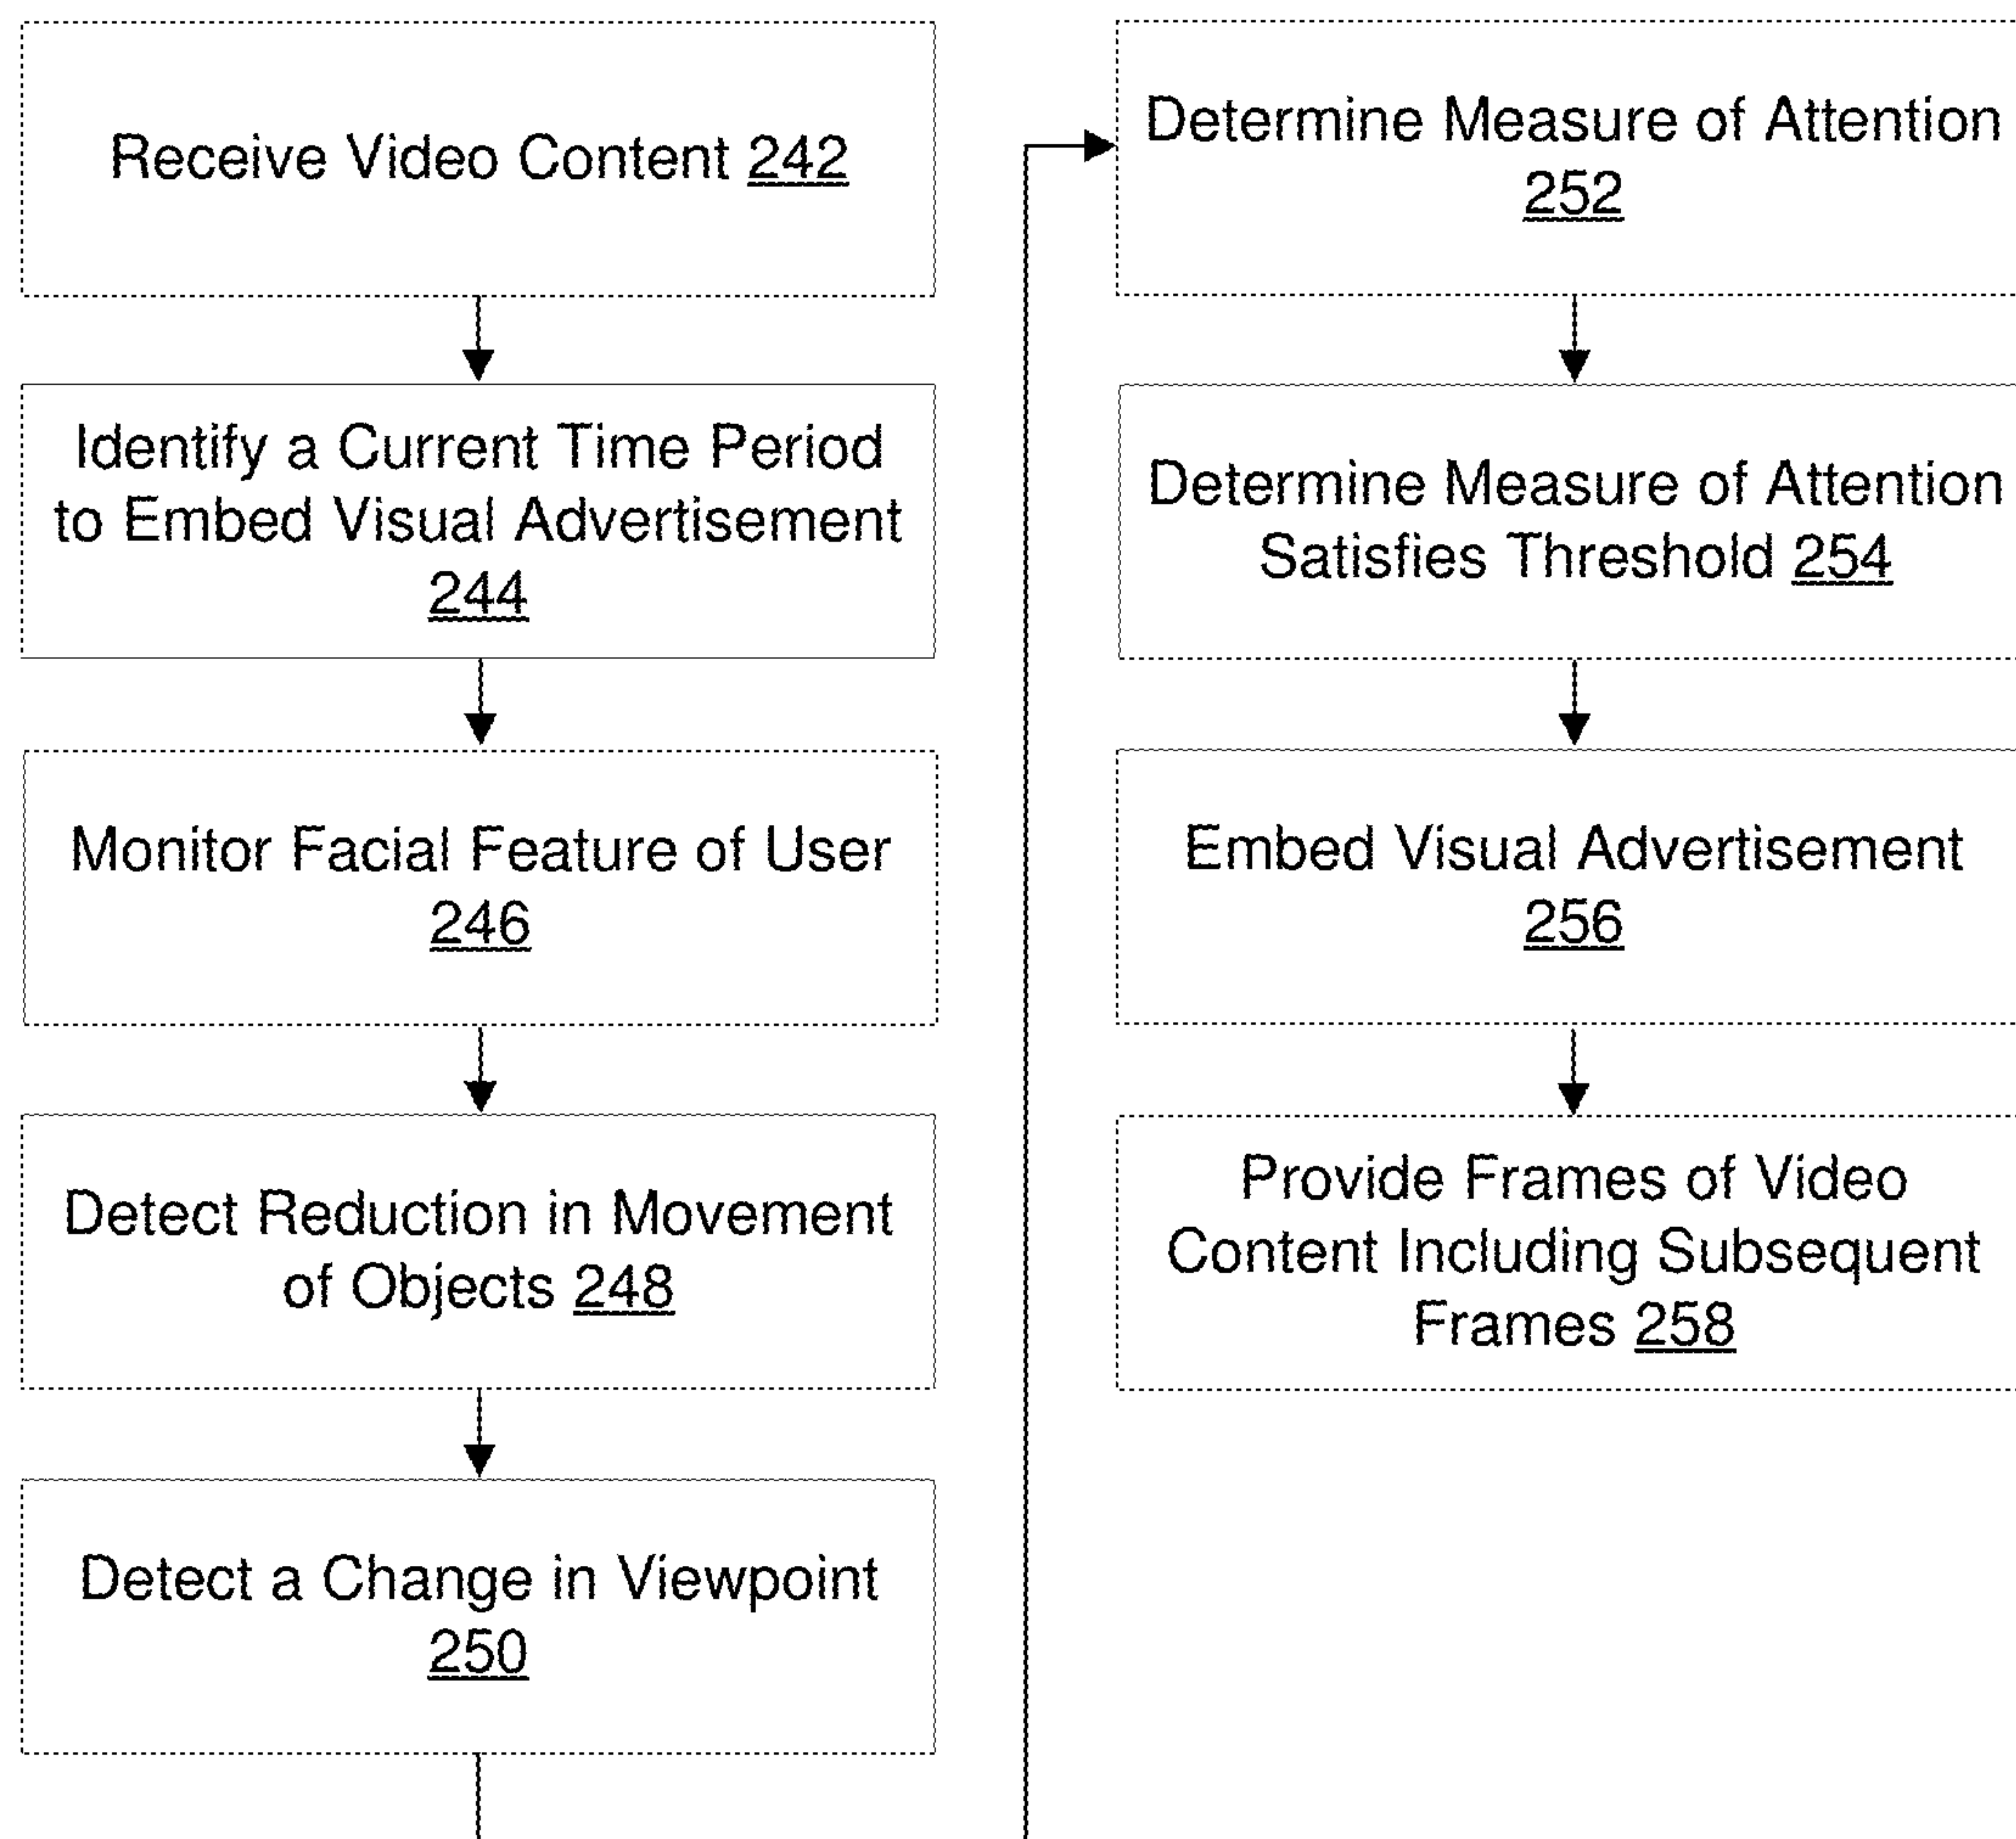 Receive Video Content 242
Identify a Current Time Period
to Embed Visual Advertisement
244
Monitor Facial Feature of User
246
Detect Reduction in Movement
of Objects 248
Detect a Change in Viewpoint
250
Determine Measure of Attention
252
Determine Measure of Attention
Satisfies Threshold 254
Embed Visual Advertisement
256
Provide Frames of Video
Content Including Subsequent
Frames 258